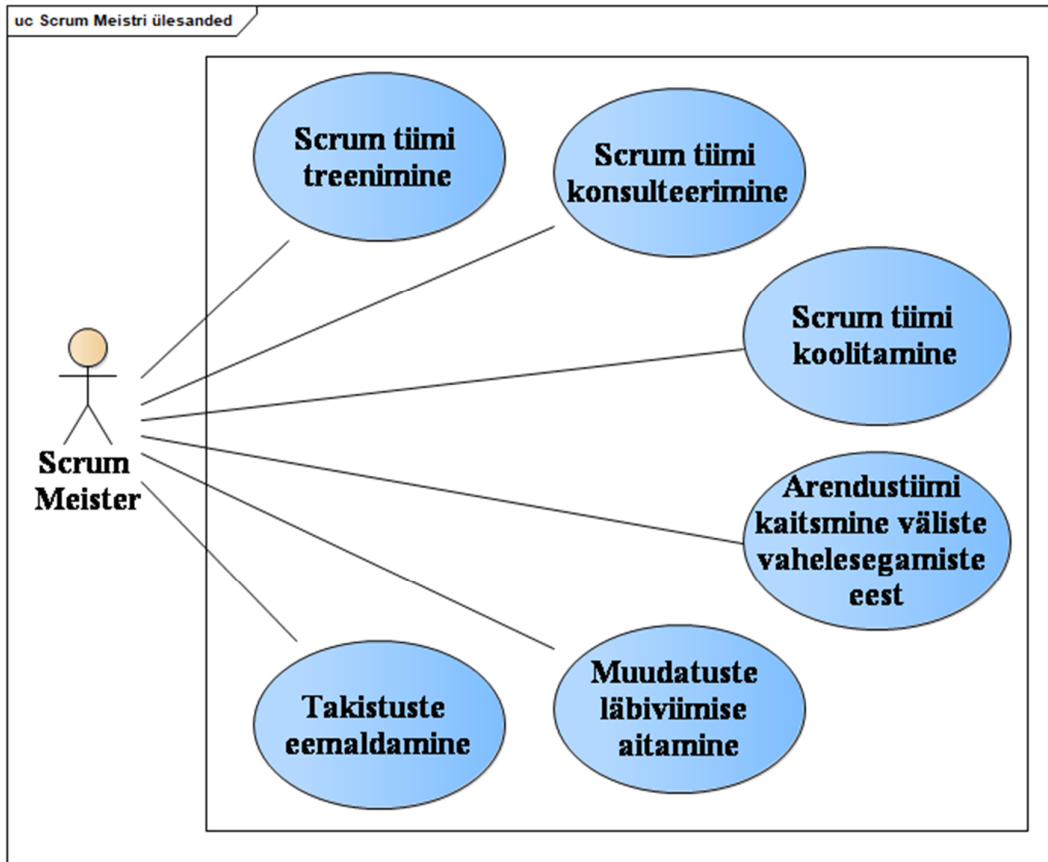 uc Scrum Meistri ülesanded
Scrum tiimi
treenimine
Scrum tiimi
konsulteerimine
Scrum tiimi
koolitamine
Scrum
Meister
Arendustiimi
kaitsmine väliste
vahelesegamiste
eest
Muudatuste
läbiviimise
aitamine
Takistuste
eemaldamine